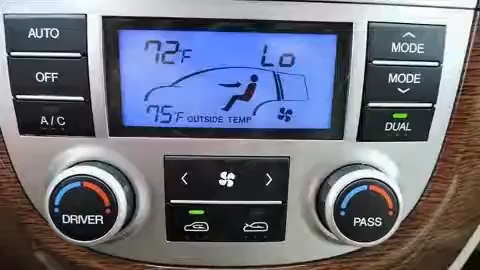 AUTO
OFF
A/C
72°F
Lo
75°F OUTSIDE TEMP
MODE
MODE
DUAL
DRIVER
PASS